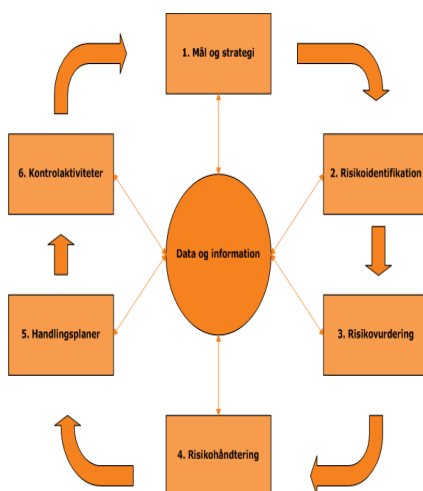 1. Mål og strategi
2. Risikoidentifikation
3. Risikovurdering
4. Risikohåndtering
5. Handlingsplaner
6. Kontrolaktiviteter
Data og information